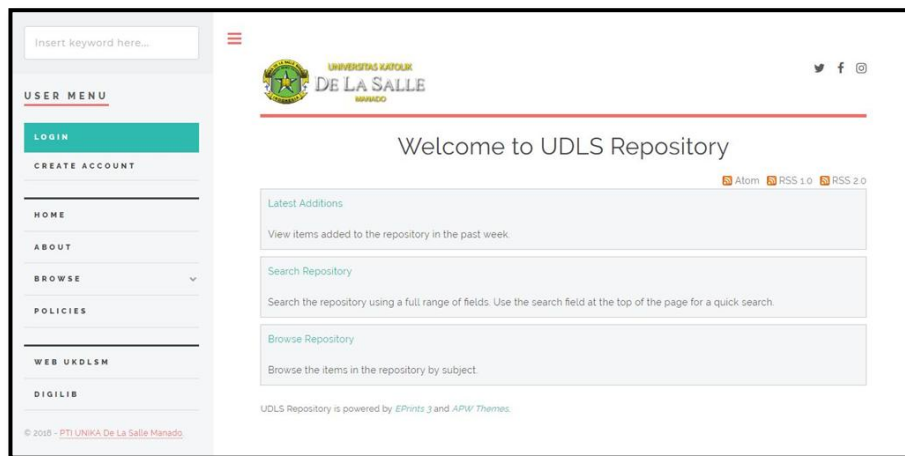 Insert keyword here...
USER MENU
LOGIN
CREATE ACCOUNT
HOME
ABOUT
BROWSE
POLICIES
WEB UKDLSM
DIGILIB
© 2018 - PTI UNIKA De La Salle Manado.
UNIVERSITAS KATOLIK
DE LA SALLE
MANADO
Welcome to UDLS Repository
Atom RSS 1.0 RSS 2.0
Latest Additions
View items added to the repository in the past week.
Search Repository
Search the repository using a full range of fields. Use the search field at the top of the page for a quick search.
Browse Repository
Browse the items in the repository by subject.
UDLS Repository is powered by EPrints 3 and APW Themes.